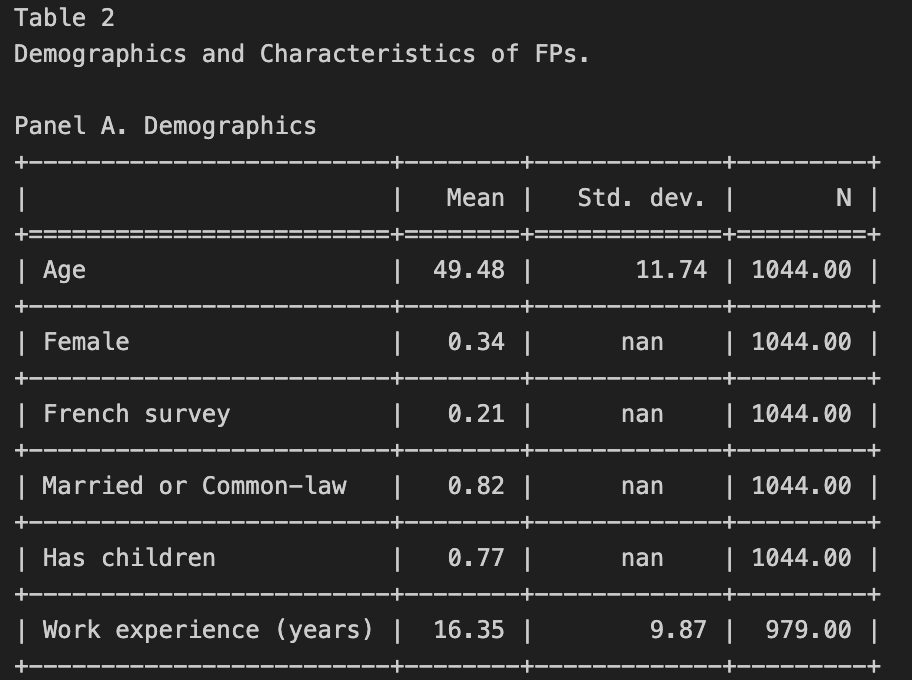 Table 2
Demographics and Characteristics of FPs.
Panel A. Demographics
+-------------------------+--------+-------------+---------+
|                         |   Mean |   Std. dev. |       N |
+=========================+========+=============+=========+
| Age                     |  49.48 |       11.74 | 1044.00 |
+-------------------------+--------+-------------+---------+
| Female                  |   0.34 |      nan    | 1044.00 |
+-------------------------+--------+-------------+---------+
| French survey           |   0.21 |      nan    | 1044.00 |
+-------------------------+--------+-------------+---------+
| Married or Common-law   |   0.82 |      nan    | 1044.00 |
+-------------------------+--------+-------------+---------+
| Has children            |   0.77 |      nan    | 1044.00 |
+-------------------------+--------+-------------+---------+
| Work experience (years) |  16.35 |        9.87 |  979.00 |
+-------------------------+--------+-------------+---------+